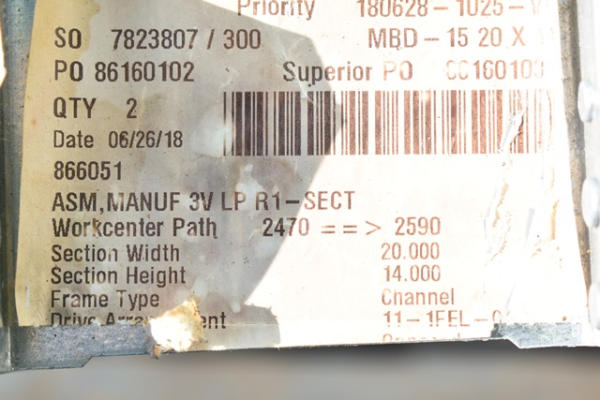 Priority 180628-1025-
SO 7823807 / 300 MBD-15 20 X
PO 86160102 Superior PO
QTY 2
Date 06/26/18
866051
ASM,MANUF 3V LP R1-SECT
Workcenter Path 2470 ==> 2590
Section Width 20.000
Section Height 14.000
Frame Type Channel
11-1FEL-